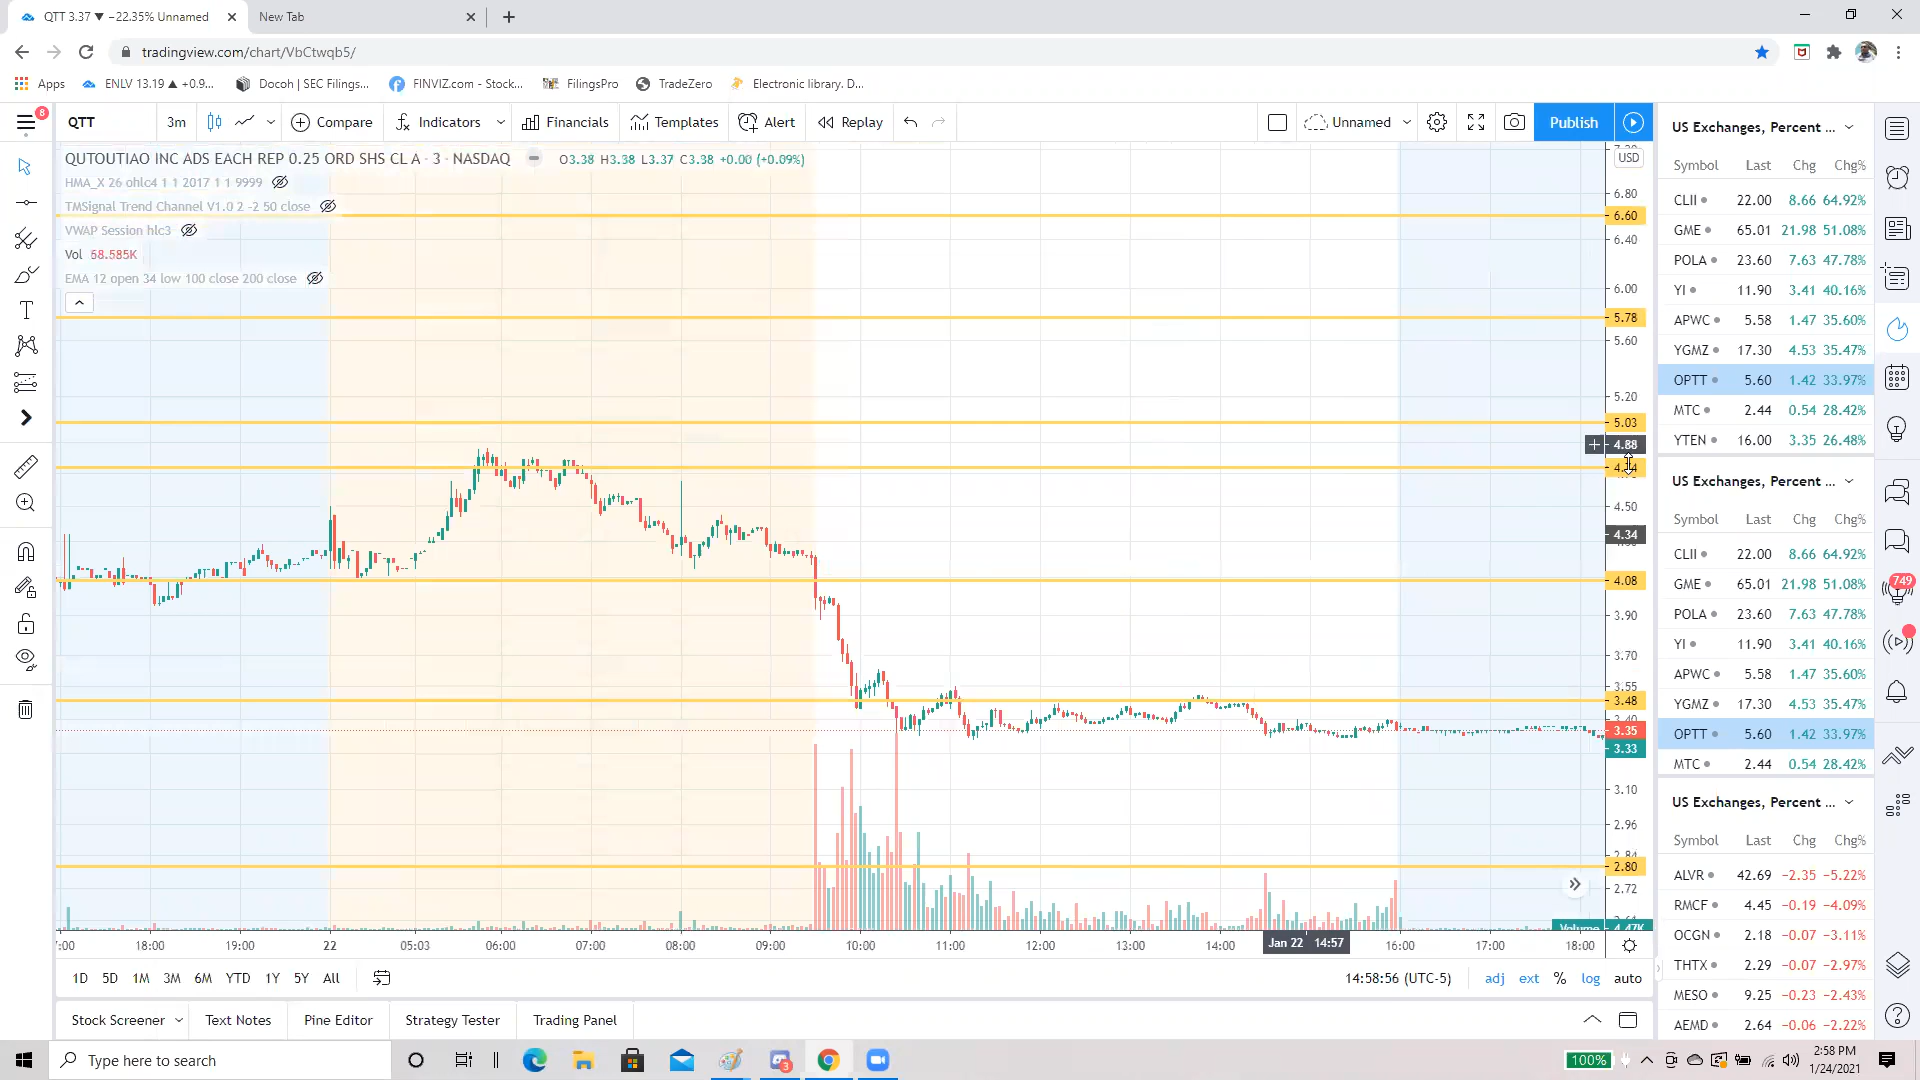 QTT 3.37 ▼ −22.35% Unnamed
New Tab
tradingview.com/chart/VbCtwqb5/
Apps
ENLV 13.19 ▲ +0.9...
Docoh | SEC Filings...
FINVIZ.com - Stock...
FilingsPro
TradeZero
Electronic library. D...
8
QTT
3m
Compare
Indicators
Financials
Templates
Alert
Replay
Unnamed
Publish
QUTOUTIAO INC ADS EACH REP 0.25 ORD SHS CL A · 3 · NASDAQ
O3.38 H3.38 L3.37 C3.38 +0.00 (+0.09%)
HMA_X 26 ohlc4 1 1 2017 1 1 9999
TMSignal Trend Channel V1.0 2 -2 50 close
VWAP Session hlc3
Vol 58.585K
EMA 12 open 34 low 100 close 200 close
USD
6.80
6.60
6.40
6.00
5.78
5.60
5.20
5.03
4.88
4.50
4.34
4.08
3.90
3.70
3.55
3.48
3.40
3.35
3.33
3.10
2.96
2.84
2.80
2.72
Volume 4.47K
18:00 19:00 22 05:03 06:00 07:00 08:00 09:00 10:00 11:00 12:00 13:00 14:00 Jan 22 14:57 16:00 17:00 18:00
1D 5D 1M 3M 6M YTD 1Y 5Y All
14:58:56 (UTC-5)
adj ext % log auto
Stock Screener
Text Notes
Pine Editor
Strategy Tester
Trading Panel
US Exchanges, Percent ...
Symbol Last Chg Chg%
CLII 22.00 8.66 64.92%
GME 65.01 21.98 51.08%
POLA 23.60 7.63 47.78%
YI 11.90 3.41 40.16%
APWC 5.58 1.47 35.60%
YGMZ 17.30 4.53 35.47%
OPTT 5.60 1.42 33.97%
MTC 2.44 0.54 28.42%
YTEN 16.00 3.35 26.48%
US Exchanges, Percent ...
Symbol Last Chg Chg%
CLII 22.00 8.66 64.92%
GME 65.01 21.98 51.08%
POLA 23.60 7.63 47.78%
YI 11.90 3.41 40.16%
APWC 5.58 1.47 35.60%
YGMZ 17.30 4.53 35.47%
OPTT 5.60 1.42 33.97%
MTC 2.44 0.54 28.42%
US Exchanges, Percent ...
Symbol Last Chg Chg%
ALVR 42.69 −2.35 −5.22%
RMCF 4.45 −0.19 −4.09%
OCGN 2.18 −0.07 −3.11%
THTX 2.29 −0.07 −2.97%
MESO 9.25 −0.23 −2.43%
AEMD 2.64 −0.06 −2.22%
749
Type here to search
3
100%
2:58 PM
1/24/2021